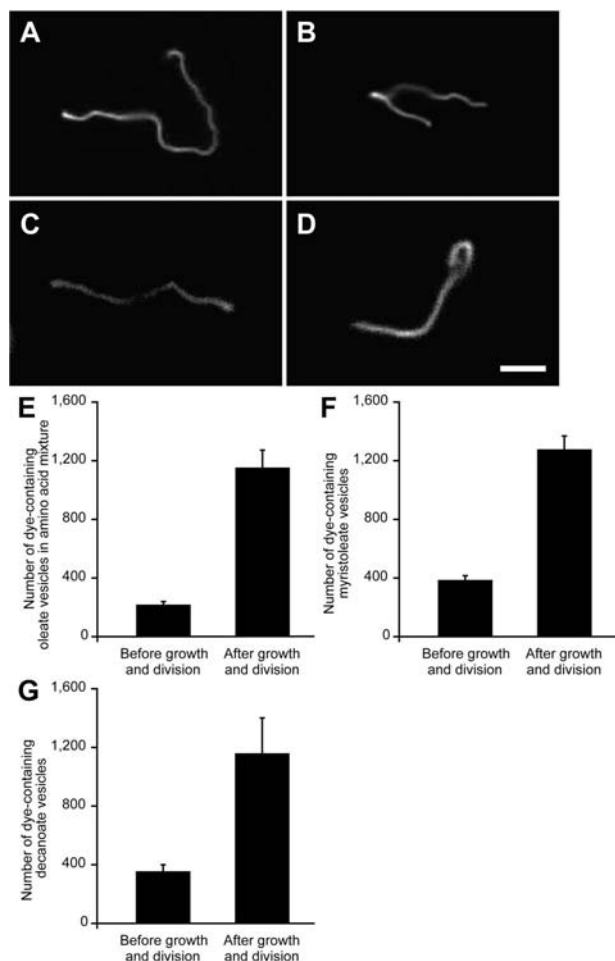 A
B
C
D
E
1,600
1,200
800
400
0
Number of dye-containing
oleate vesicles in amino acid mixture
Before growth
and division
After growth
and division
F
1,600
1,200
800
400
0
Number of dye-containing
myristoleate vesicles
Before growth
and division
After growth
and division
G
1,600
1,200
800
400
0
Number of dye-containing
decanoate vesicles
Before growth
and division
After growth
and division